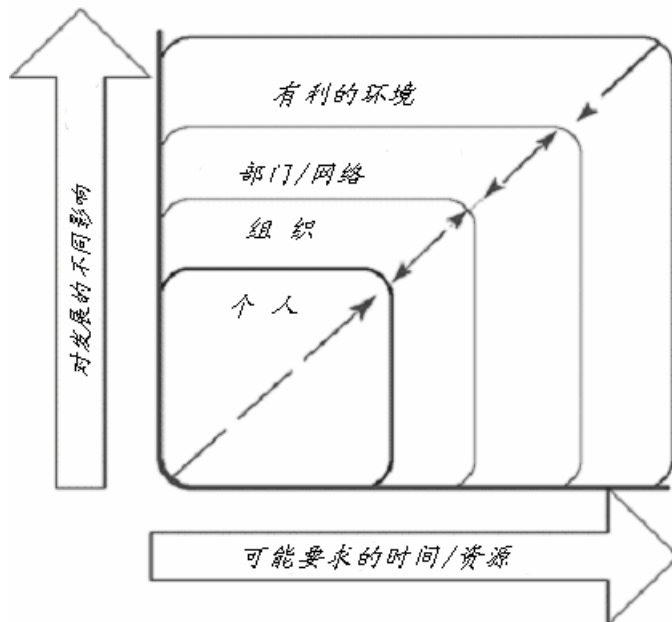 有利的环境
部门/网络
组织
个人
对发展的不同影响
可能要求的时间/资源